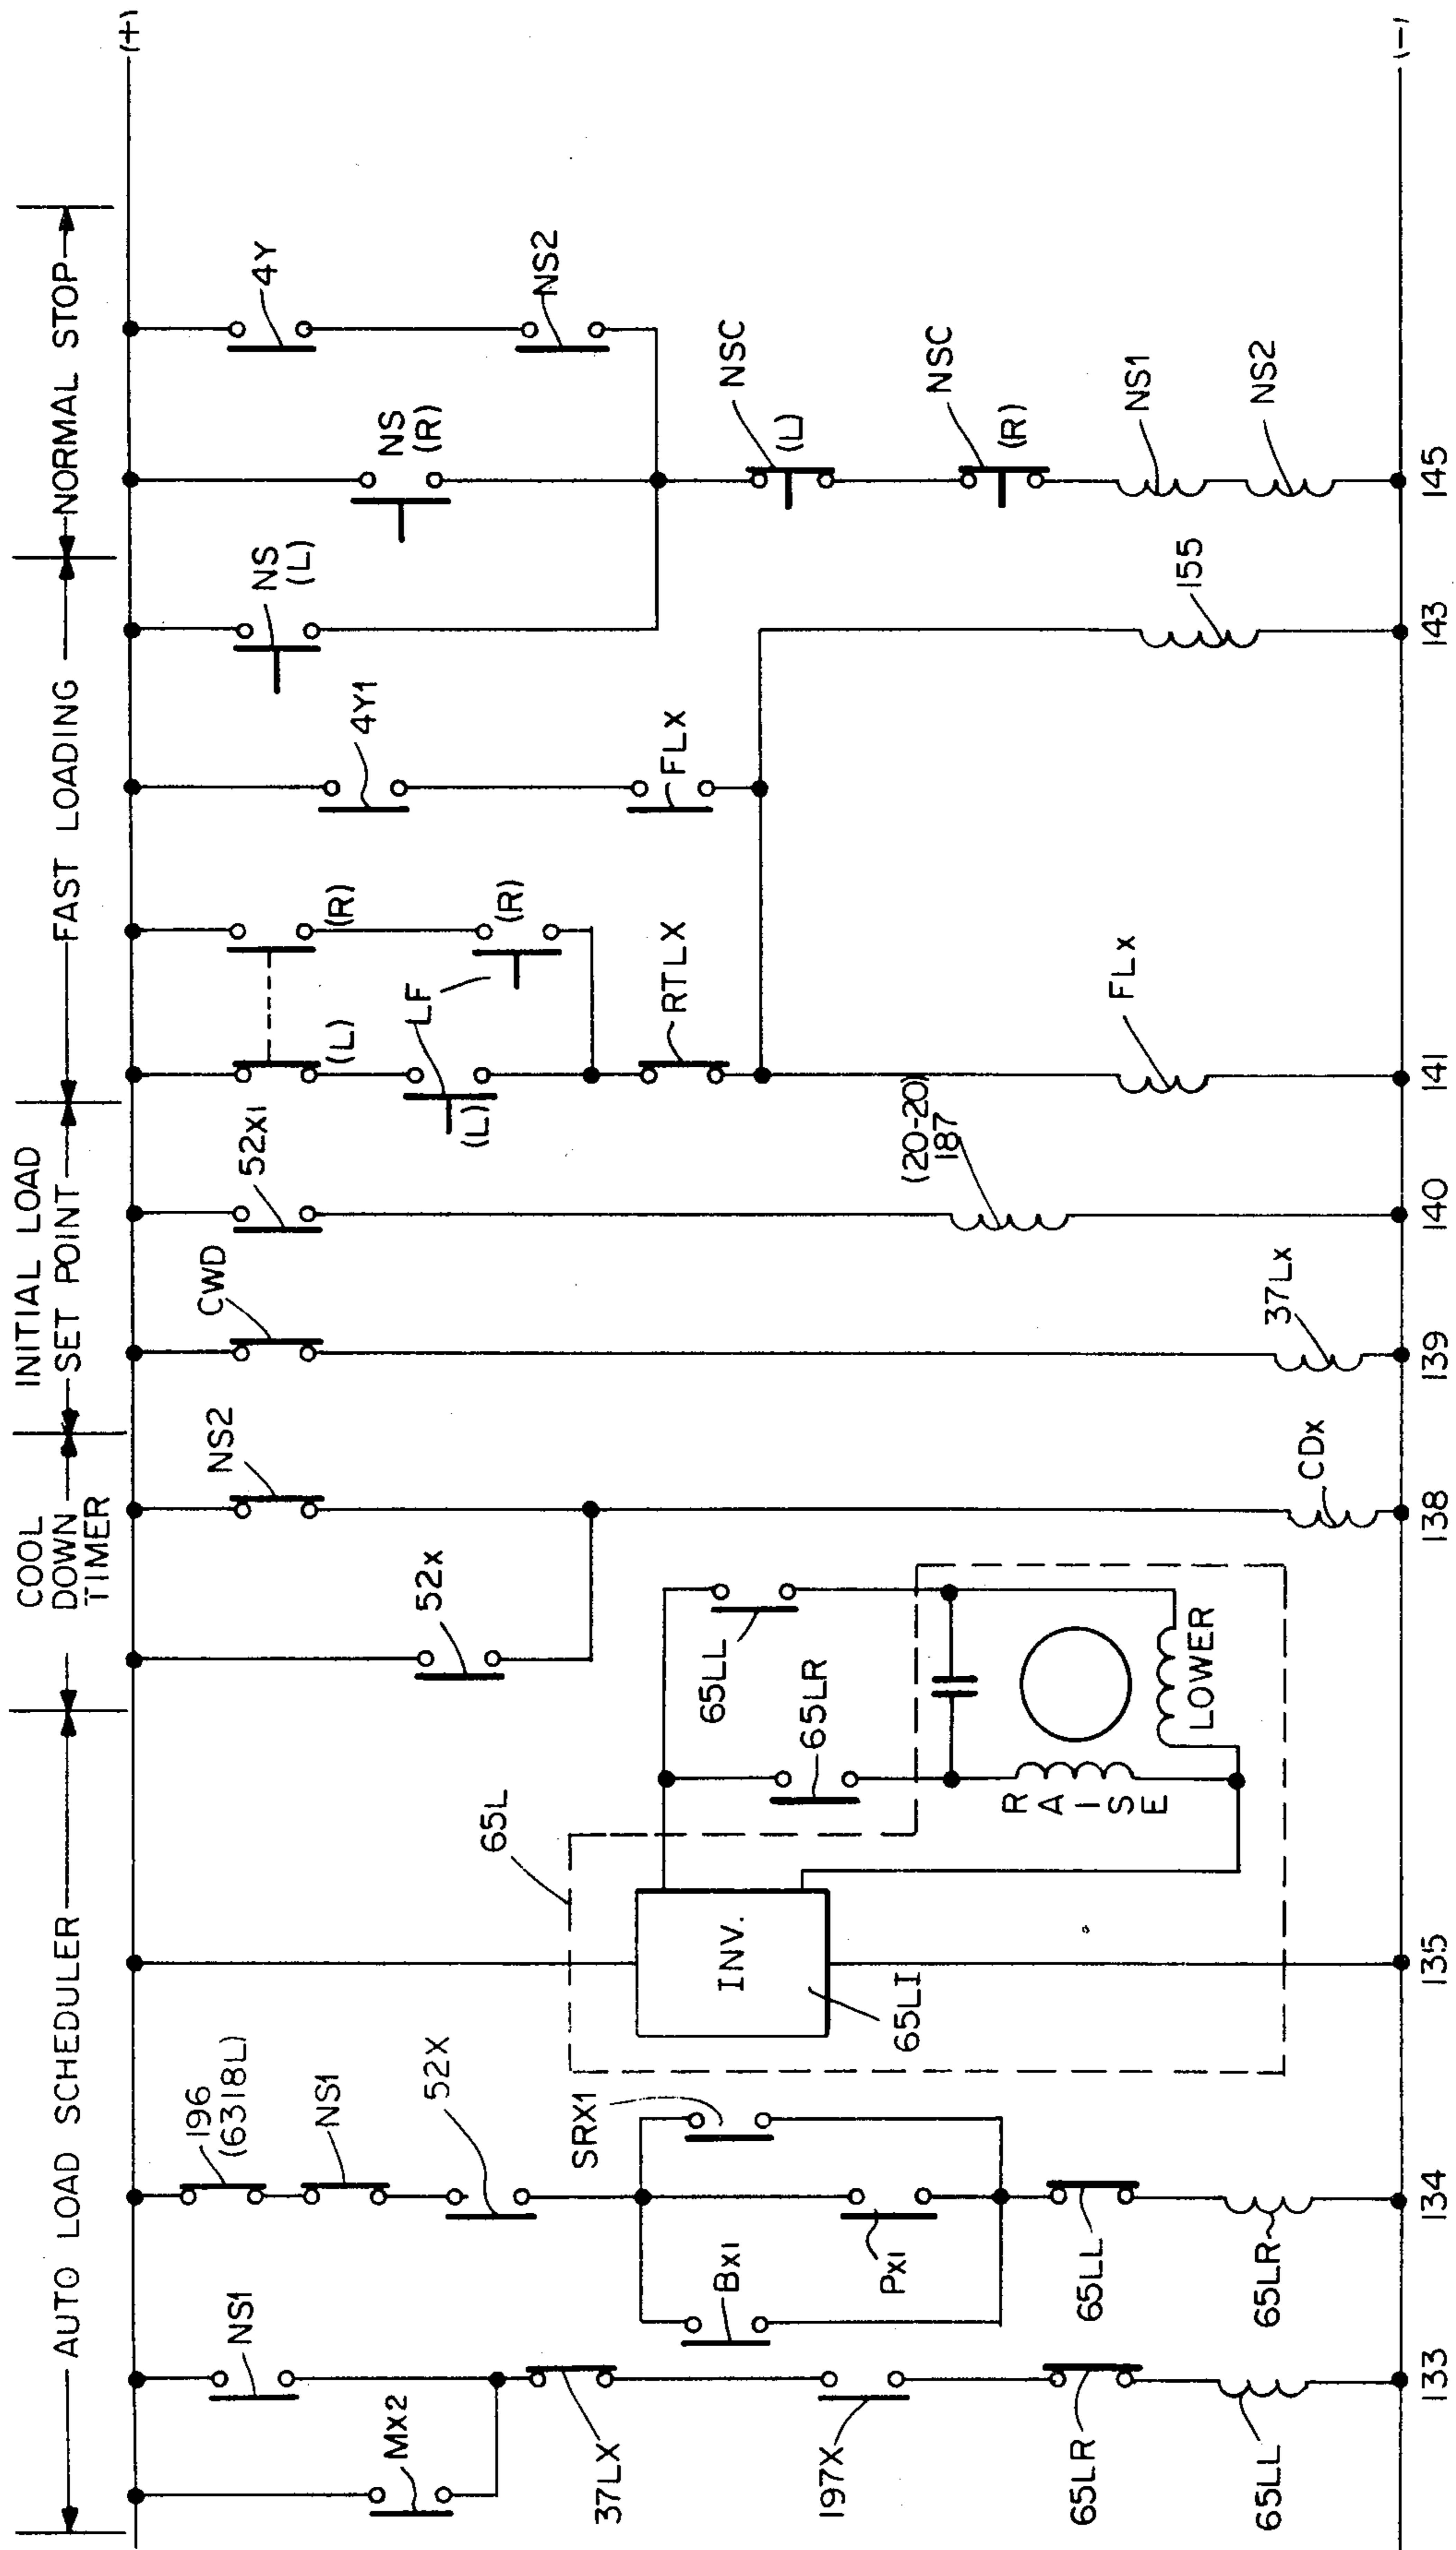 AUTO LOAD SCHEDULER
COOL
DOWN
TIMER
INITIAL LOAD
SET POINT
FAST LOADING
NORMAL STOP
(+)
NS1
Mx2
37LX
197X
65LR
65LL
133
196
(6318L)
NS1
52X
SRX1
Bx1
Px1
65LL
65LR
134
65L
INV.
65LI
65LL
65LR
RAISE
LOWER
135
52x
NS2
CDx
138
CWD
37Lx
139
52x1
(20-20)
187
140
(L)
(R)
LF
(L)
(R)
RTLX
FLx
141
4Y1
FLX
155
143
NS
(L)
NS
(R)
4Y
NS2
NSC
(L)
NSC
(R)
NS1
NS2
145
(-)